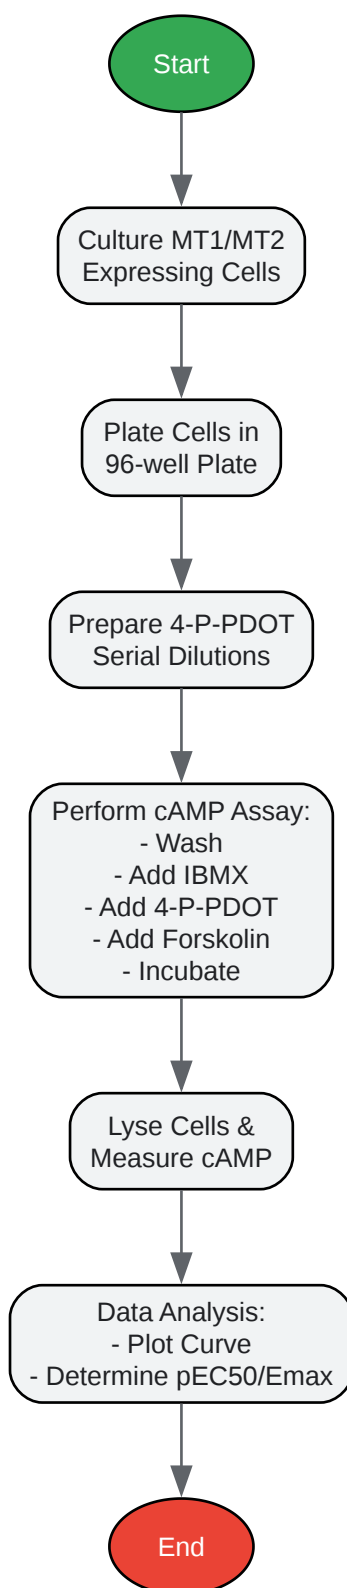 Start
Culture MT1/MT2
Expressing Cells
Plate Cells in
96-well Plate
Prepare 4-P-PDOT
Serial Dilutions
Perform cAMP Assay:
- Wash
- Add IBMX
- Add 4-P-PDOT
- Add Forskolin
- Incubate
Lyse Cells &
Measure cAMP
Data Analysis:
- Plot Curve
- Determine pEC50/Emax
End